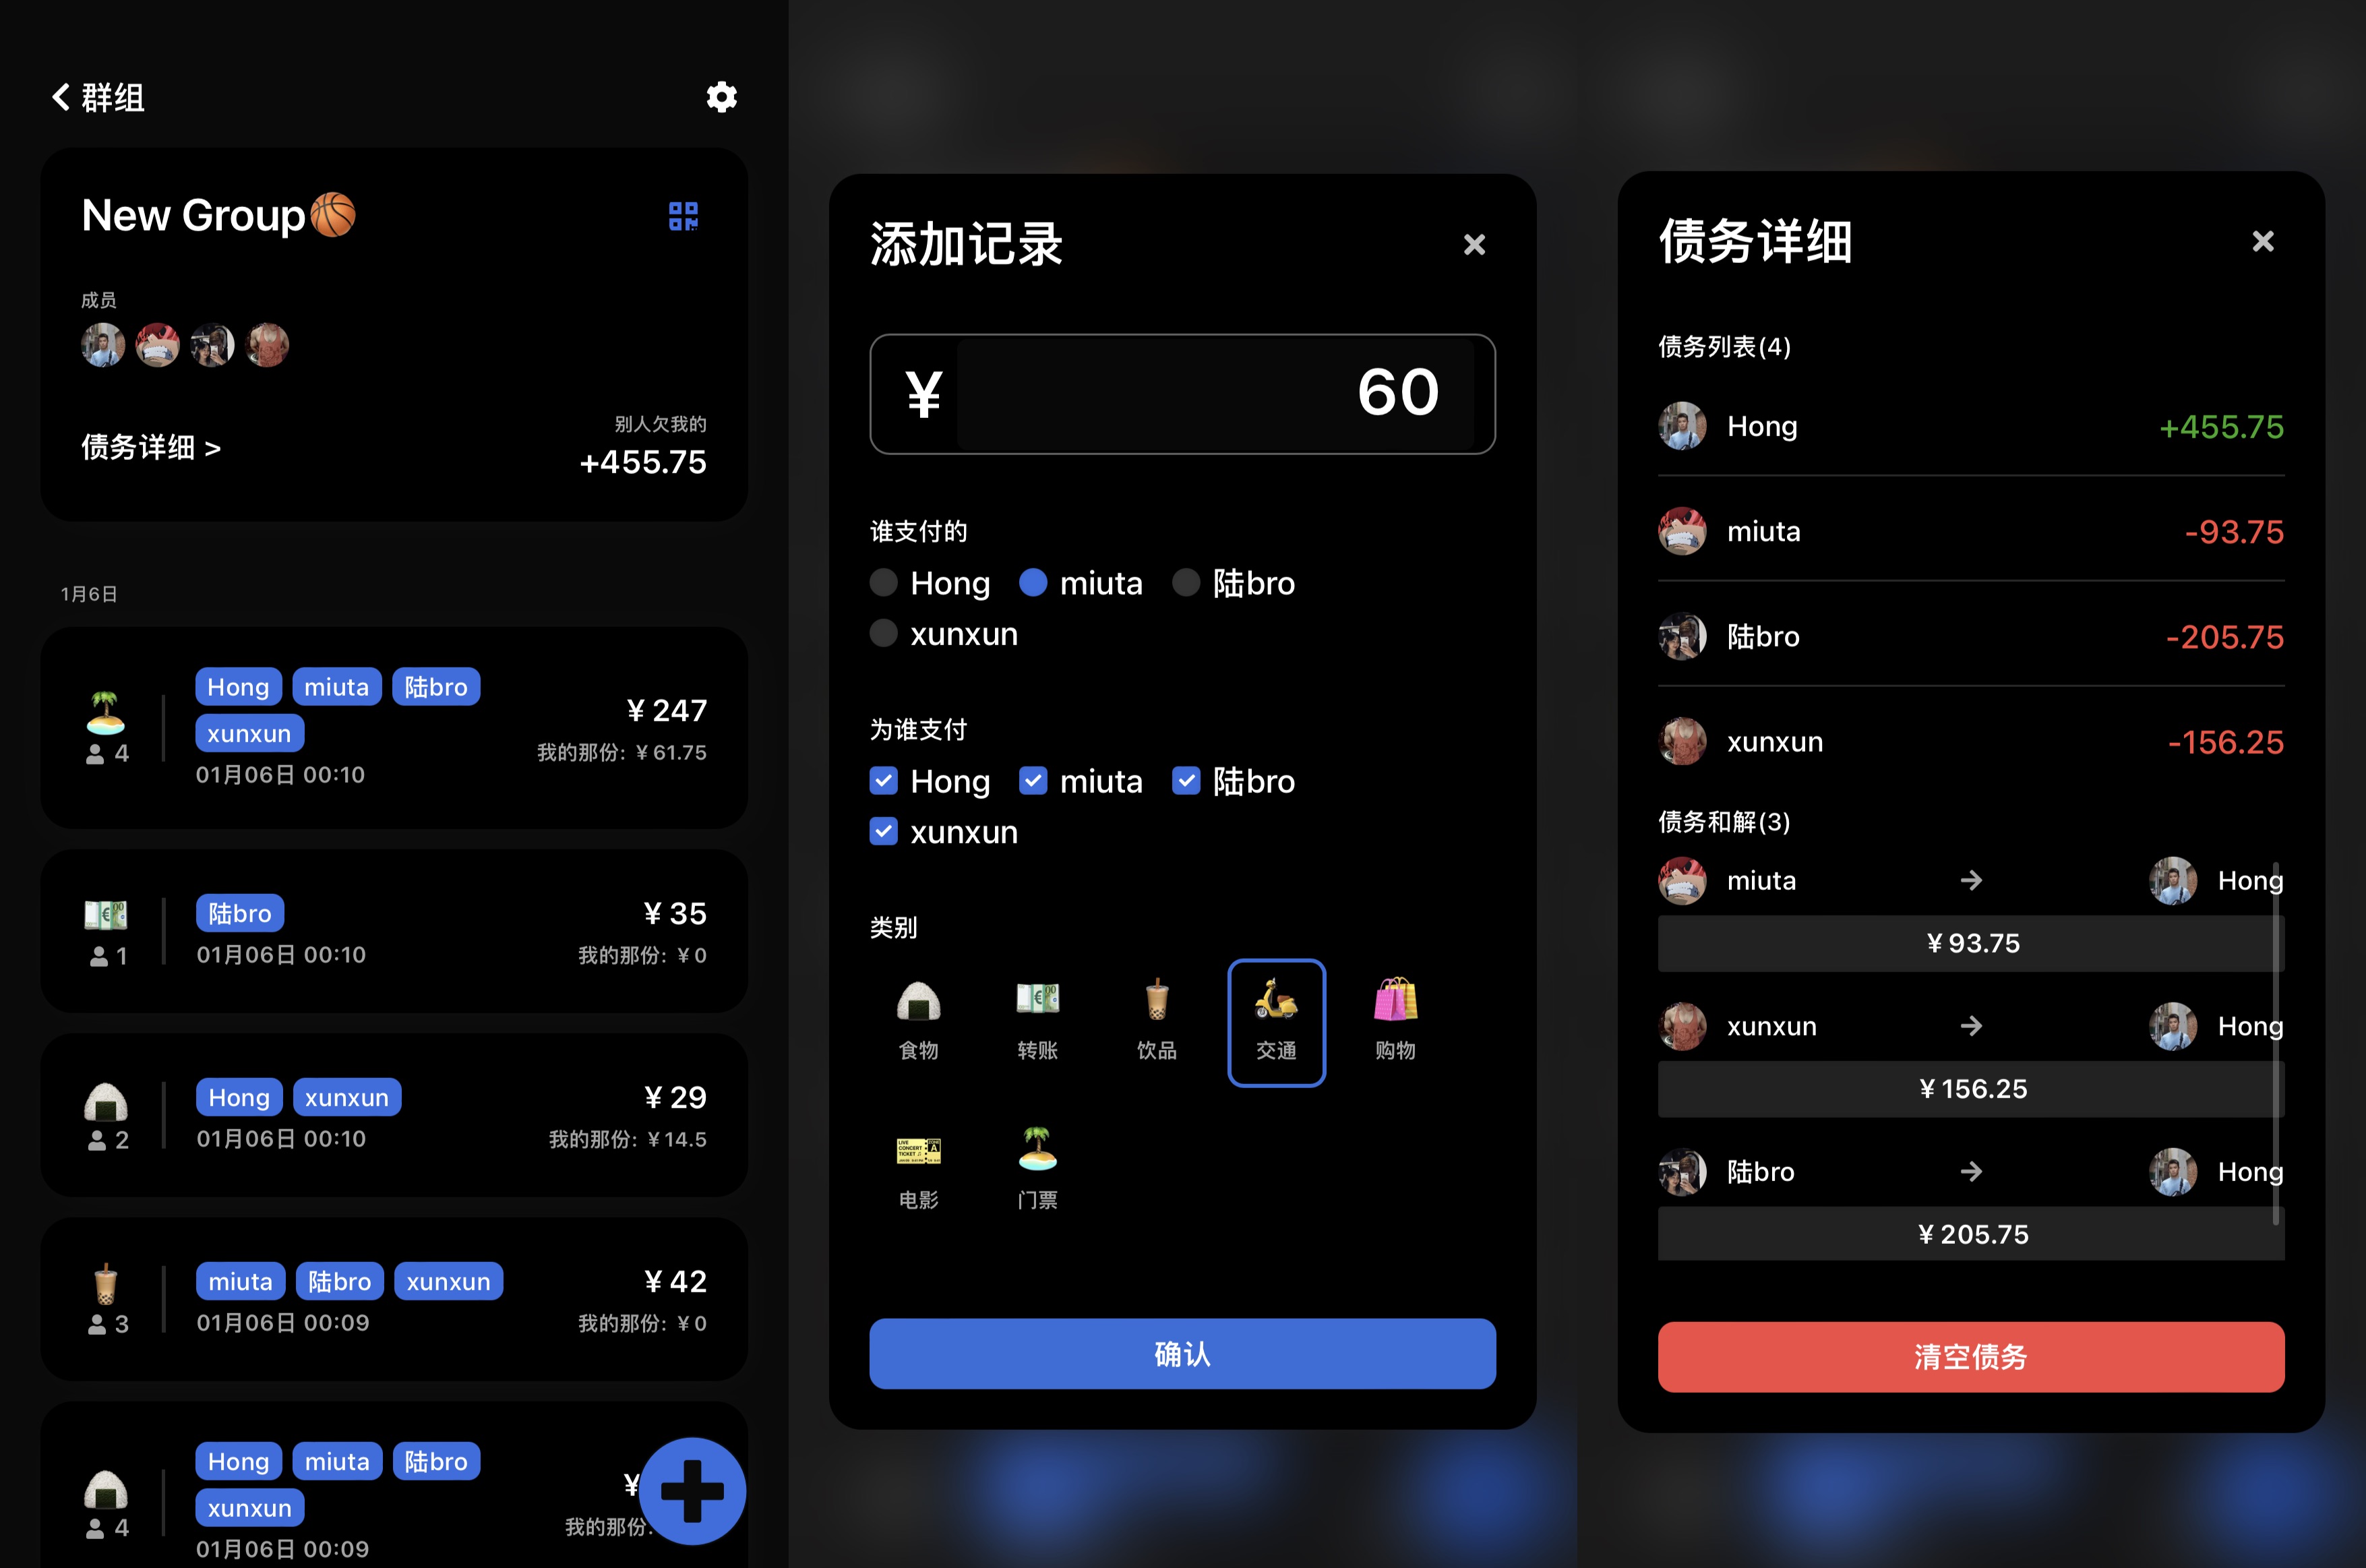 群组
New Group🏀
成员
债务详细 >
别人欠我的
+455.75
1月6日
Hong miuta 陆bro
xunxun
4
01月06日 00:10
¥ 247
我的那份: ¥ 61.75
陆bro
1
01月06日 00:10
¥ 35
我的那份: ¥ 0
Hong xunxun
2
01月06日 00:10
¥ 29
我的那份: ¥ 14.5
miuta 陆bro xunxun
3
01月06日 00:09
¥ 42
我的那份: ¥ 0
Hong miuta 陆bro
xunxun
4
01月06日 00:09
¥
我的那份:
添加记录
¥ 60
谁支付的
Hong miuta 陆bro
xunxun
为谁支付
Hong miuta 陆bro
xunxun
类别
食物 转账 饮品 交通 购物
电影 门票
确认
债务详细
债务列表(4)
Hong +455.75
miuta -93.75
陆bro -205.75
xunxun -156.25
债务和解(3)
miuta → Hong
¥ 93.75
xunxun → Hong
¥ 156.25
陆bro → Hong
¥ 205.75
清空债务